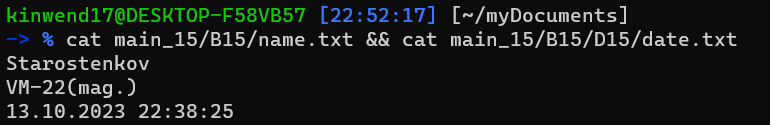 kinwend17@DESKTOP-F58VB57 [22:52:17] [~/myDocuments]
-> % cat main_15/B15/name.txt && cat main_15/B15/D15/date.txt
Starostenkov
VM-22(mag.)
13.10.2023 22:38:25